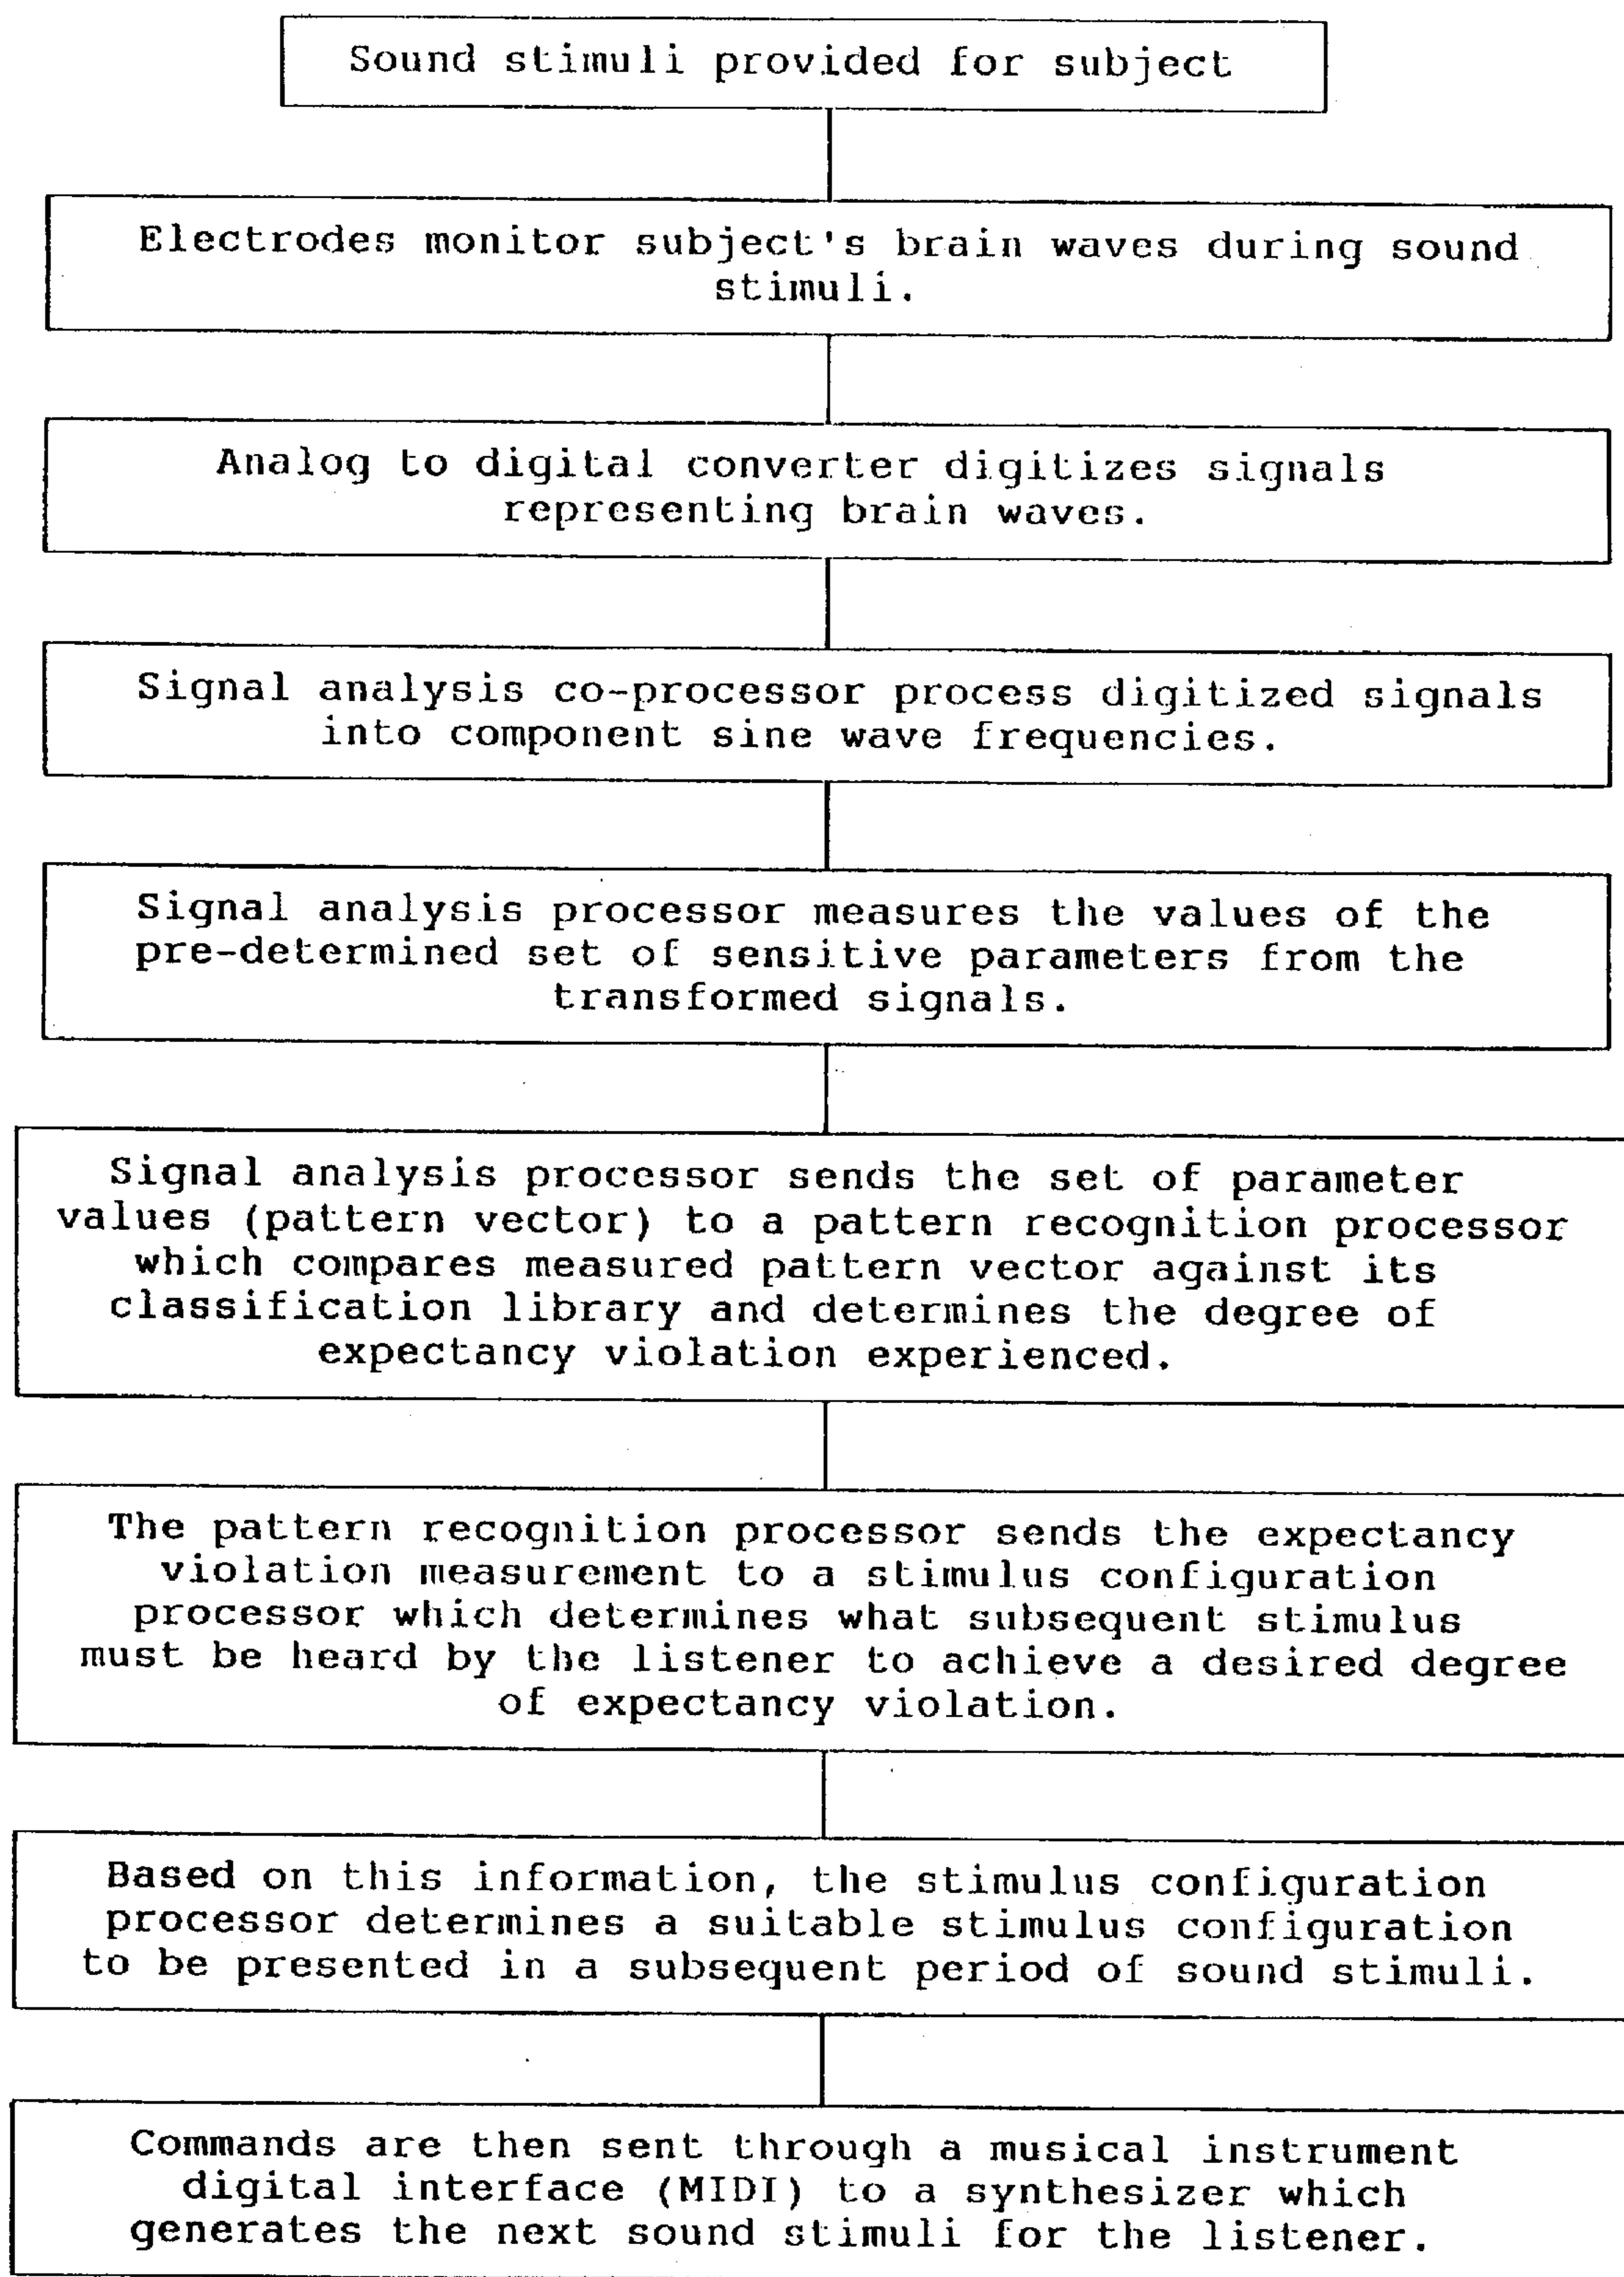 Sound stimuli provided for subject
Electrodes monitor subject's brain waves during sound
stimuli.
Analog to digital converter digitizes signals
representing brain waves.
Signal analysis co-processor process digitized signals
into component sine wave frequencies.
Signal analysis processor measures the values of the
pre-determined set of sensitive parameters from the
transformed signals.
Signal analysis processor sends the set of parameter
values (pattern vector) to a pattern recognition processor
which compares measured pattern vector against its
classification library and determines the degree of
expectancy violation experienced.
The pattern recognition processor sends the expectancy
violation measurement to a stimulus configuration
processor which determines what subsequent stimulus
must be heard by the listener to achieve a desired degree
of expectancy violation.
Based on this information, the stimulus configuration
processor determines a suitable stimulus configuration
to be presented in a subsequent period of sound stimuli.
Commands are then sent through a musical instrument
digital interface (MIDI) to a synthesizer which
generates the next sound stimuli for the listener.